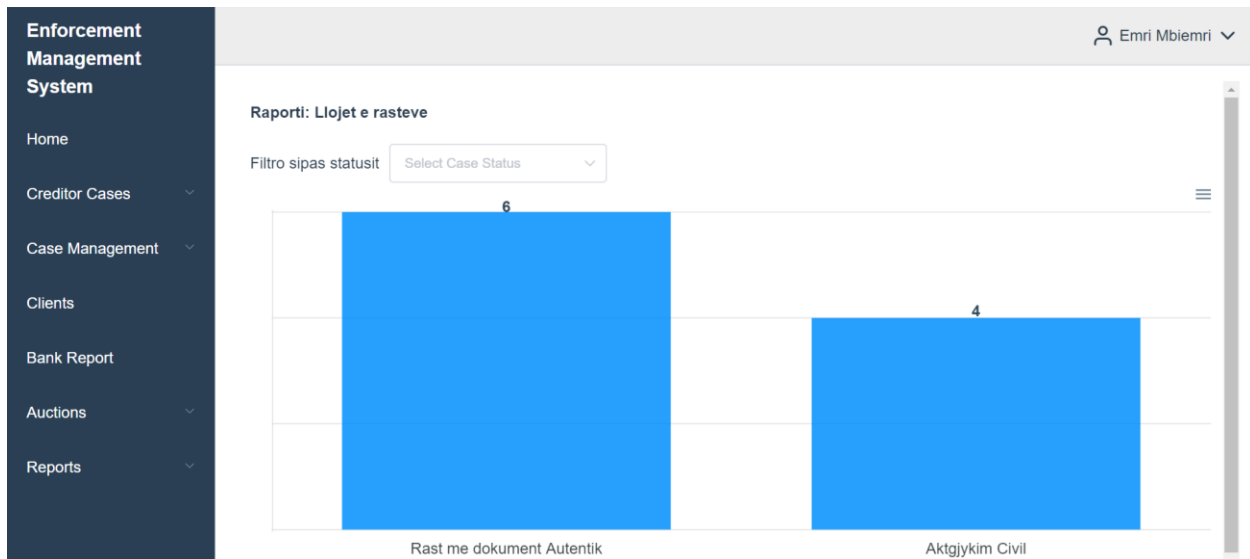 Enforcement
Management
System
Emri Mbiemri
Home
Creditor Cases
Case Management
Clients
Bank Report
Auctions
Reports
Raporti: Llojet e rasteve
Filtro sipas statusit Select Case Status
6
4
Rast me dokument Autentik
Aktgjykim Civil